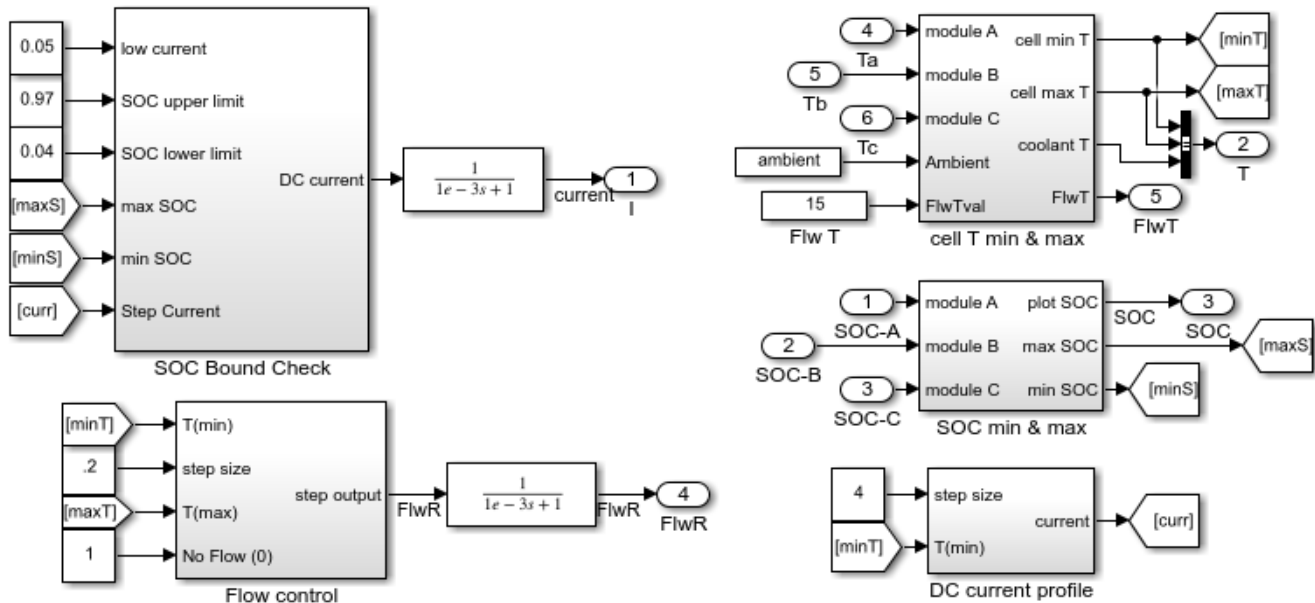 0.05
low current
0.97
SOC upper limit
0.04
SOC lower limit
[maxS]
max SOC
[minS]
min SOC
[curr]
Step Current
DC current
SOC Bound Check
1
1e - 3s + 1
current
1
I
[minT]
T(min)
.2
step size
[maxT]
T(max)
1
No Flow (0)
step output
Flow control
FlwR
1
1e - 3s + 1
FlwR
4
FlwR
4
Ta
5
Tb
6
Tc
ambient
15
Flw T
module A
module B
module C
Ambient
FlwTval
cell min T
cell max T
coolant T
FlwT
cell T min & max
[minT]
[maxT]
2
T
5
FlwT
1
SOC-A
2
SOC-B
3
SOC-C
module A
module B
module C
plot SOC
max SOC
min SOC
SOC min & max
SOC
3
SOC
[maxS]
[minS]
4
[minT]
step size
T(min)
current
DC current profile
[curr]